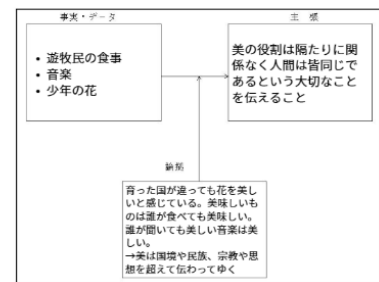 事実・データ
主 張
• 遊牧民の食事
• 音楽
• 少年の花
美の役割は隔たりに関
係なく人間は皆同じで
あるという大切なこと
を伝えること
論拠
育った国が違っても花を美し
いと感じている。美味しいも
のは誰が食べても美味しい。
誰が聞いても美しい音楽は美
しい。
→美は国境や民族、宗教や思
想を超えて伝わってゆく